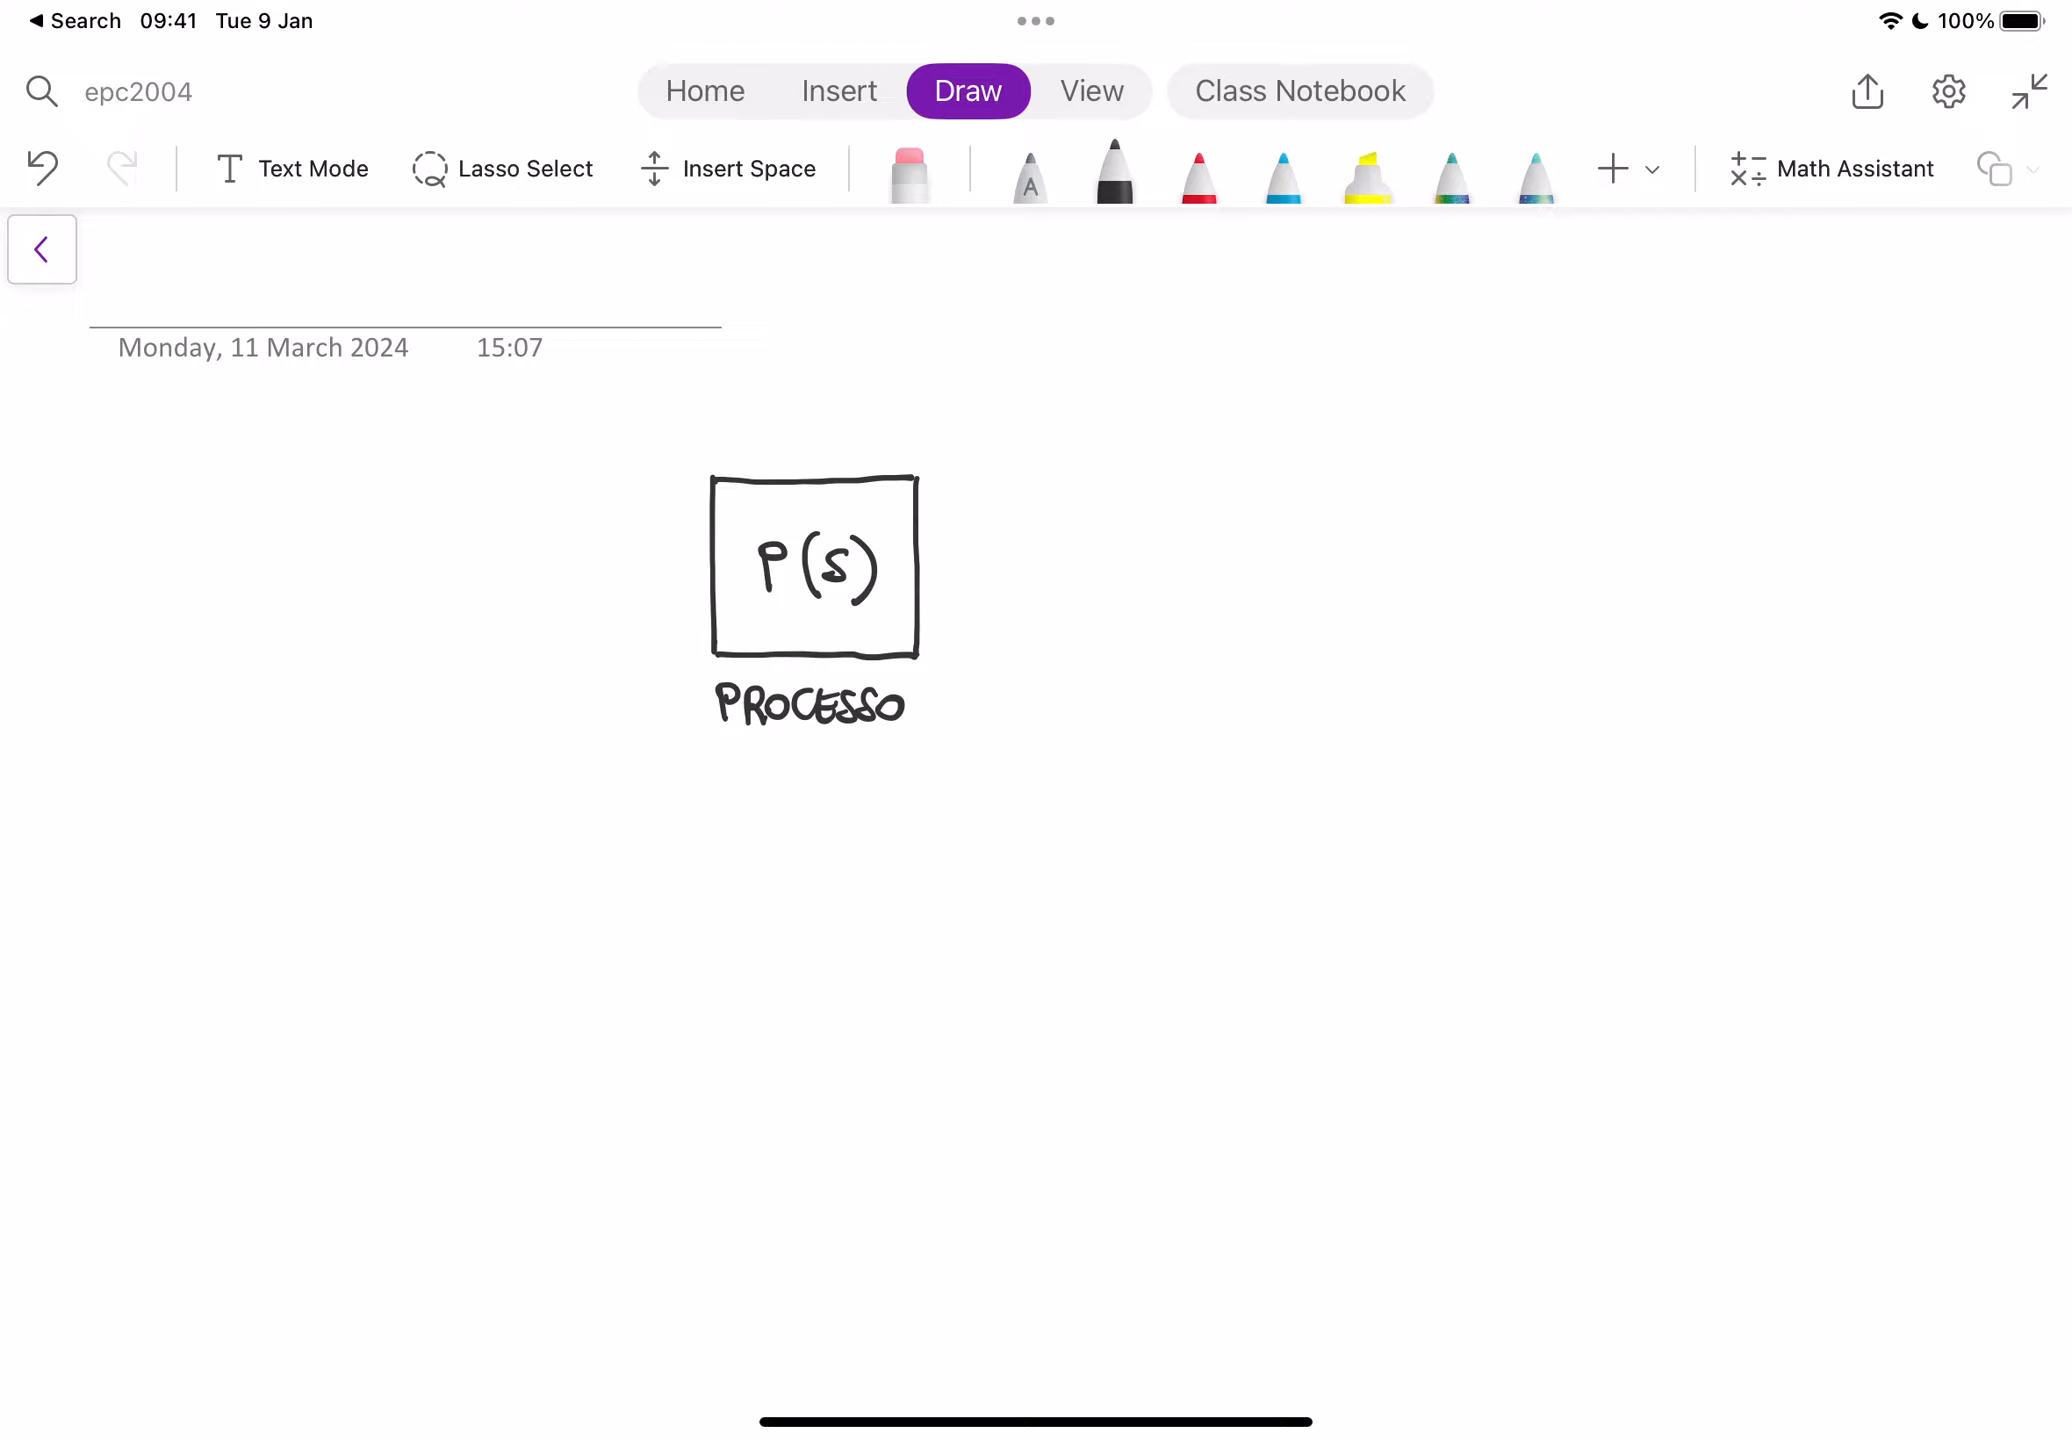 Search 09:41 Tue 9 Jan 100%
epc2004 Home Insert Draw View Class Notebook
Text Mode Lasso Select Insert Space A Math Assistant
Monday, 11 March 2024 15:07
P(s)
PROCESSO